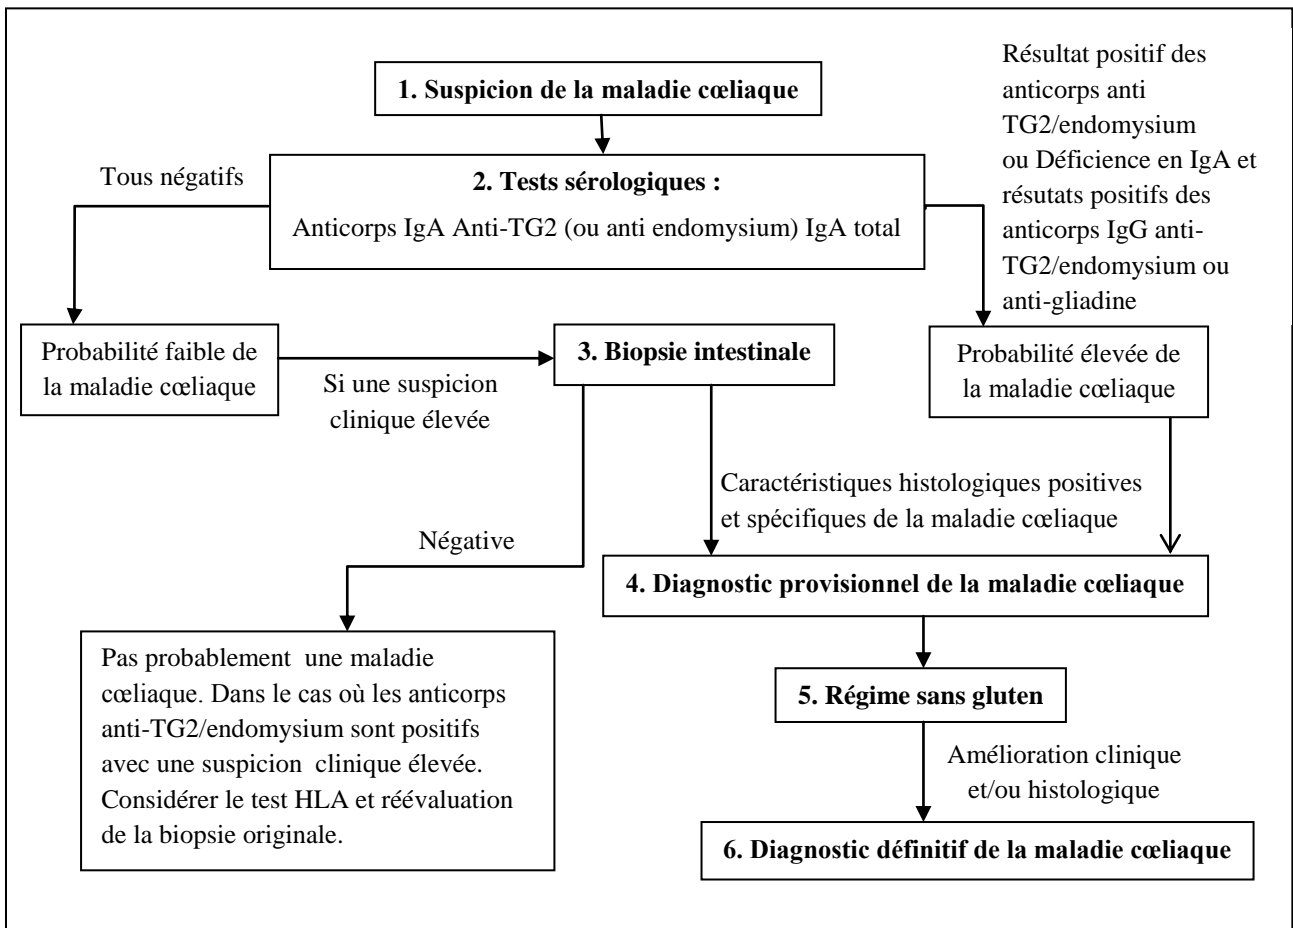 1. Suspicion de la maladie cœliaque
Résultat positif des
anticorps anti
TG2/endomysium
ou Déficience en IgA et
résutats positifs des
anticorps IgG anti-
TG2/endomysium ou
anti-gliadine
Tous négatifs
2. Tests sérologiques :
Anticorps IgA Anti-TG2 (ou anti endomysium) IgA total
Probabilité faible de
la maladie cœliaque
Si une suspicion
clinique élevée
3. Biopsie intestinale
Probabilité élevée de
la maladie cœliaque
Caractéristiques histologiques positives
et spécifiques de la maladie cœliaque
Négative
4. Diagnostic provisionnel de la maladie cœliaque
Pas probablement une maladie
cœliaque. Dans le cas où les anticorps
anti-TG2/endomysium sont positifs
avec une suspicion clinique élevée.
Considérer le test HLA et réévaluation
de la biopsie originale.
5. Régime sans gluten
Amélioration clinique
et/ou histologique
6. Diagnostic définitif de la maladie cœliaque